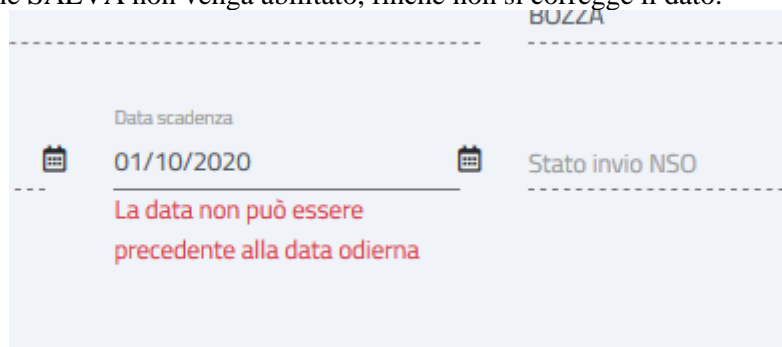 SALVA non venga abilitato, finché non si corregge il dato.
BOZZA
Data scadenza
01/10/2020
Stato invio NSO
La data non può essere
precedente alla data odierna